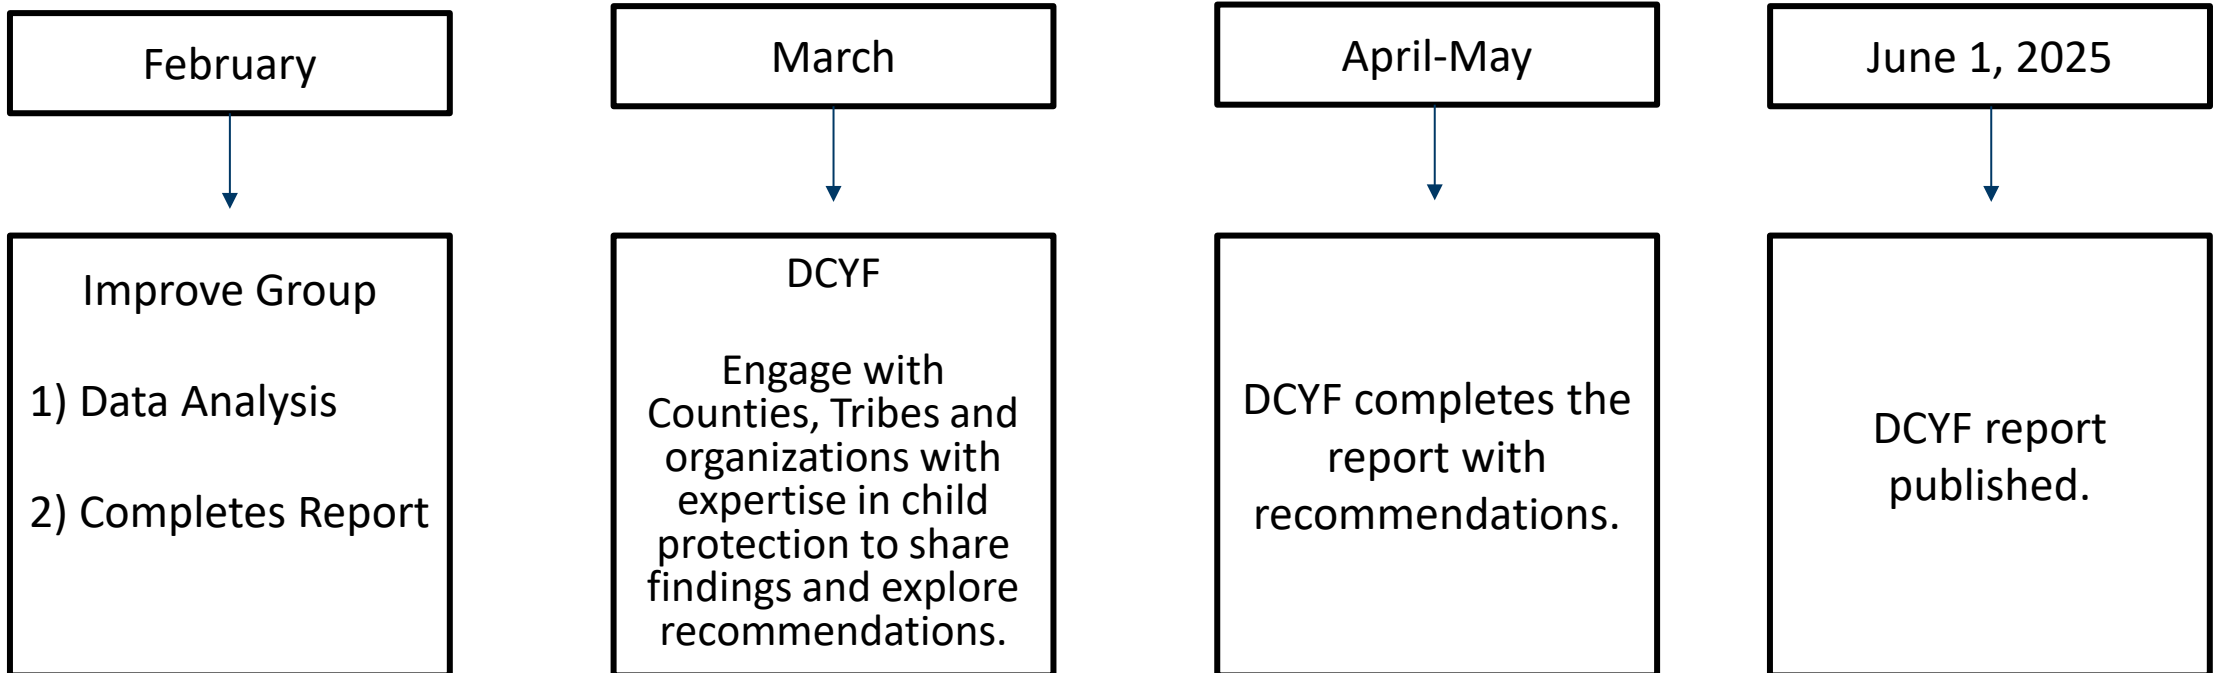 February
March
April-May
June 1, 2025
Improve Group
1) Data Analysis
2) Completes Report
DCYF
Engage with
Counties, Tribes and
organizations with
expertise in child
protection to share
findings and explore
recommendations.
DCYF completes the
report with
recommendations.
DCYF report
published.